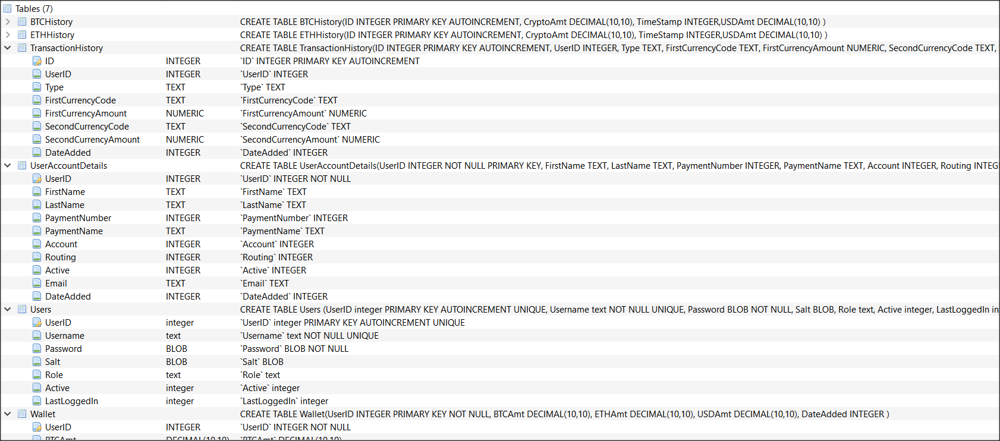 Tables (7)
BTCHistory CREATE TABLE BTCHistory(ID INTEGER PRIMARY KEY AUTOINCREMENT, CryptoAmt DECIMAL(10,10), TimeStamp INTEGER,USDAmt DECIMAL(10,10) )
ETHHistory CREATE TABLE ETHHistory(ID INTEGER PRIMARY KEY AUTOINCREMENT, CryptoAmt DECIMAL(10,10), TimeStamp INTEGER,USDAmt DECIMAL(10,10) )
TransactionHistory CREATE TABLE TransactionHistory(ID INTEGER PRIMARY KEY AUTOINCREMENT, UserID INTEGER, Type TEXT, FirstCurrencyCode TEXT, FirstCurrencyAmount NUMERIC, SecondCurrencyCode TEXT,
ID INTEGER `ID` INTEGER PRIMARY KEY AUTOINCREMENT
UserID INTEGER `UserID` INTEGER
Type TEXT `Type` TEXT
FirstCurrencyCode TEXT `FirstCurrencyCode` TEXT
FirstCurrencyAmount NUMERIC `FirstCurrencyAmount` NUMERIC
SecondCurrencyCode TEXT `SecondCurrencyCode` TEXT
SecondCurrencyAmount NUMERIC `SecondCurrencyAmount` NUMERIC
DateAdded INTEGER `DateAdded` INTEGER
UserAccountDetails CREATE TABLE UserAccountDetails(UserID INTEGER NOT NULL PRIMARY KEY, FirstName TEXT, LastName TEXT, PaymentNumber INTEGER, PaymentName TEXT, Account INTEGER, Routing INTEG
UserID INTEGER `UserID` INTEGER NOT NULL
FirstName TEXT `FirstName` TEXT
LastName TEXT `LastName` TEXT
PaymentNumber INTEGER `PaymentNumber` INTEGER
PaymentName TEXT `PaymentName` TEXT
Account INTEGER `Account` INTEGER
Routing INTEGER `Routing` INTEGER
Active INTEGER `Active` INTEGER
Email TEXT `Email` TEXT
DateAdded INTEGER `DateAdded` INTEGER
Users CREATE TABLE Users (UserID integer PRIMARY KEY AUTOINCREMENT UNIQUE, Username text NOT NULL UNIQUE, Password BLOB NOT NULL, Salt BLOB, Role text, Active integer, LastLoggedIn in
UserID integer `UserID` integer PRIMARY KEY AUTOINCREMENT UNIQUE
Username text `Username` text NOT NULL UNIQUE
Password BLOB `Password` BLOB NOT NULL
Salt BLOB `Salt` BLOB
Role text `Role` text
Active integer `Active` integer
LastLoggedIn integer `LastLoggedIn` integer
Wallet CREATE TABLE Wallet(UserID INTEGER PRIMARY KEY NOT NULL, BTCAmt DECIMAL(10,10), ETHAmt DECIMAL(10,10), USDAmt DECIMAL(10,10), DateAdded INTEGER )
UserID INTEGER `UserID` INTEGER NOT NULL
BTCAmt DECIMAL(10,10) `BTCAmt` DECIMAL(10,10)